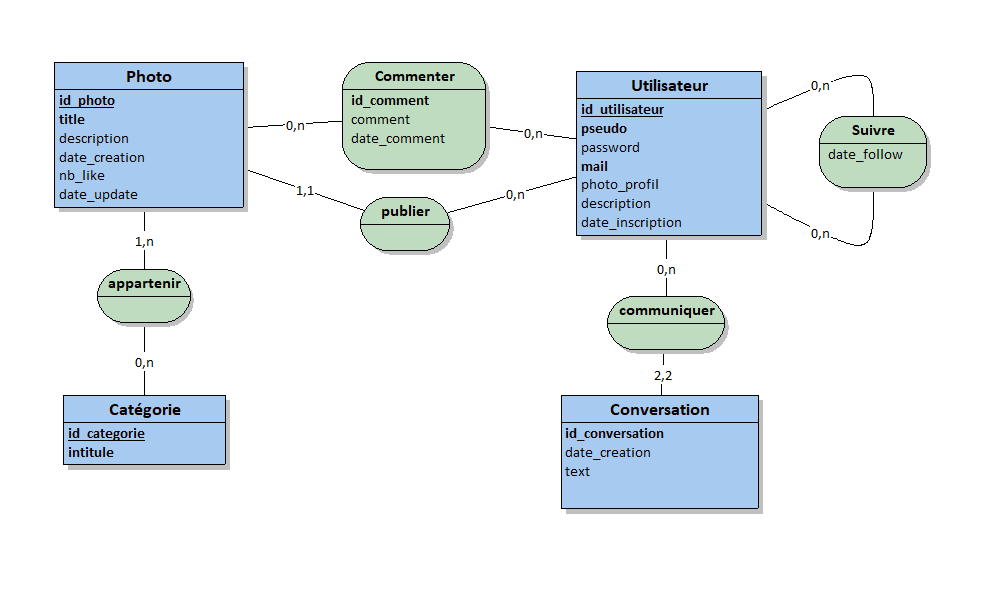 Photo
id_photo
title
description
date_creation
nb_like
date_update
0,n
Commenter
id_comment
comment
date_comment
0,n
Utilisateur
id_utilisateur
pseudo
password
mail
photo_profil
description
date_inscription
0,n
Suivre
date_follow
0,n
1,1
publier
0,n
1,n
appartenir
0,n
Catégorie
id_categorie
intitule
0,n
communiquer
2,2
Conversation
id_conversation
date_creation
text